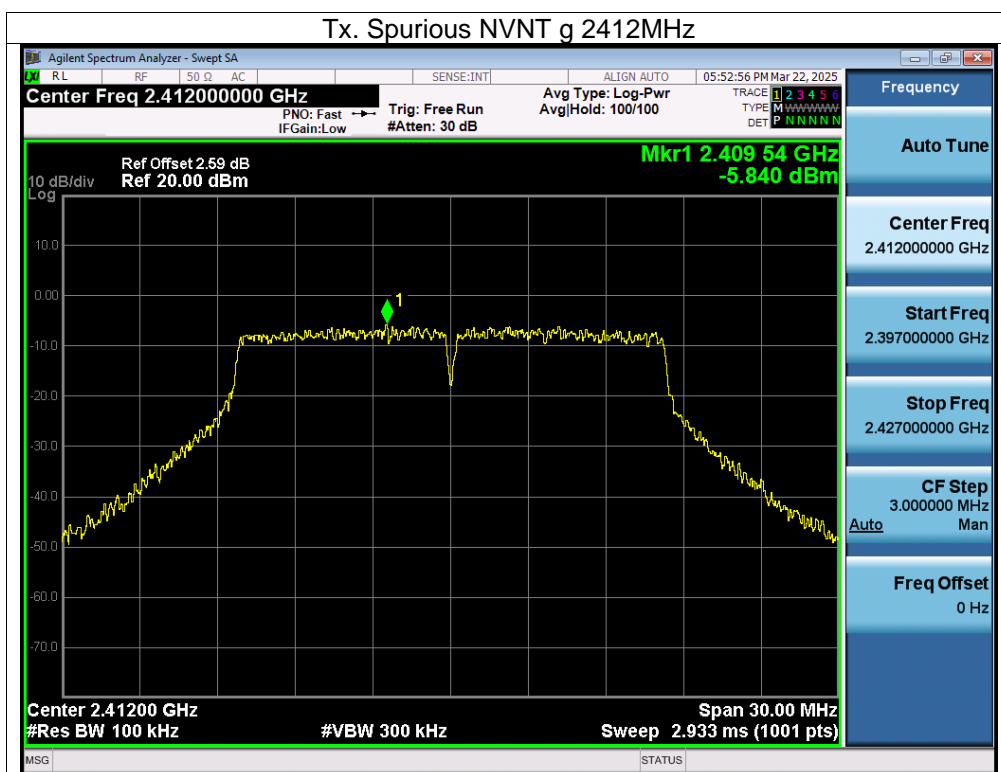 Tx. Spurious NVNT g 2412MHz
Agilent Spectrum Analyzer - Swept SA
LXI RL RF 50 Ω AC SENSE:INT ALIGN AUTO 05:52:56 PM Mar 22, 2025
Center Freq 2.412000000 GHz
PNO: Fast
IFGain:Low
Trig: Free Run
#Atten: 30 dB
Avg Type: Log-Pwr
Avg|Hold: 100/100
TRACE 1 2 3 4 5 6
TYPE M WWWWW
DET P N N N N N
Mkr1 2.409 54 GHz
-5.840 dBm
Ref Offset 2.59 dB
10 dB/div Ref 20.00 dBm
Log
10.0
0.00
-10.0
-20.0
-30.0
-40.0
-50.0
-60.0
-70.0
1
Center 2.41200 GHz Span 30.00 MHz
#Res BW 100 kHz #VBW 300 kHz Sweep 2.933 ms (1001 pts)
MSG STATUS
Frequency
Auto Tune
Center Freq
2.412000000 GHz
Start Freq
2.397000000 GHz
Stop Freq
2.427000000 GHz
CF Step
3.000000 MHz
Auto Man
Freq Offset
0 Hz